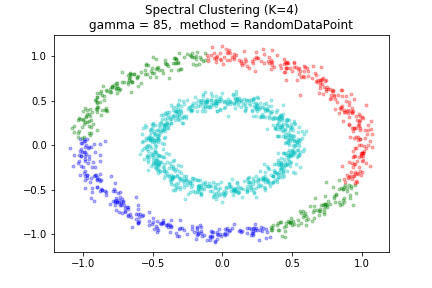 Spectral Clustering (K=4)
gamma = 85,  method = RandomDataPoint
1.0
0.5
0.0
−0.5
−1.0
−1.0 −0.5 0.0 0.5 1.0